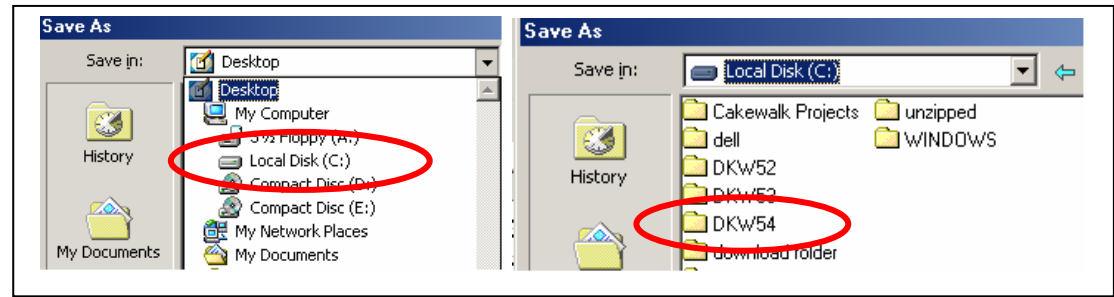 Save As
Save in:
Desktop
Desktop
My Computer
3½ Floppy (A:)
Local Disk (C:)
Compact Disc (D:)
Compact Disc (E:)
My Network Places
My Documents
History
My Documents
Save As
Save in:
Local Disk (C:)
Cakewalk Projects
unzipped
dell
WINDOWS
DKW52
DKW53
DKW54
download folder
History